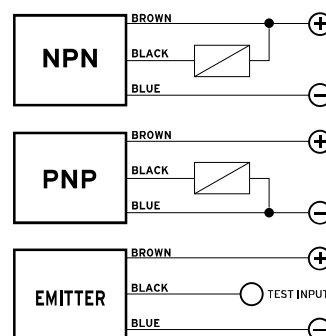 BROWN
NPN
BLACK
BLUE
BROWN
PNP
BLACK
BLUE
BROWN
EMITTER
BLACK
TEST INPUT
BLUE